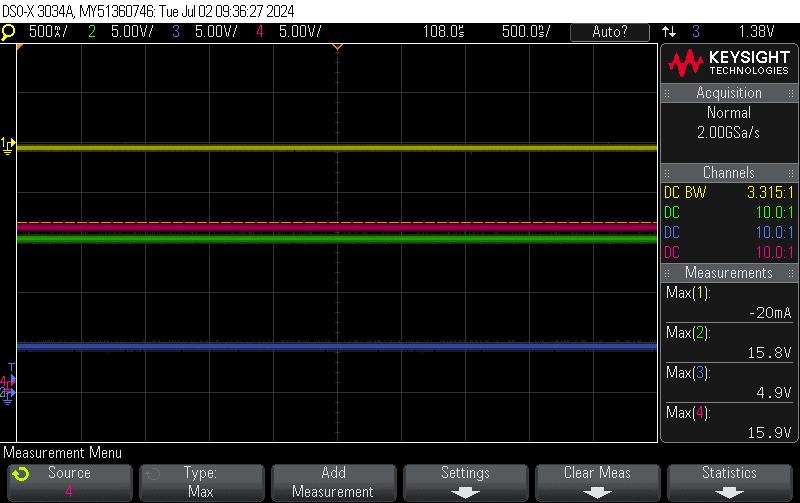 DSO-X 3034A, MY51360746: Tue Jul 02 09:36:27 2024
500%/ 2 5.00V/ 3 5.00V/ 4 5.00V/ 108.0s 500.0s/ Auto? 3 1.38V
KEYSIGHT
TECHNOLOGIES
Acquisition
Normal
2.00GSa/s
Channels
DC BW 3.315:1
DC 10.0:1
DC 10.0:1
DC 10.0:1
Measurements
Max(1):
-20mA
Max(2):
15.8V
Max(3):
4.9V
Max(4):
15.9V
1
T
4
2
Measurement Menu
Source
4
Type:
Max
Add
Measurement
Settings
Clear Meas
Statistics